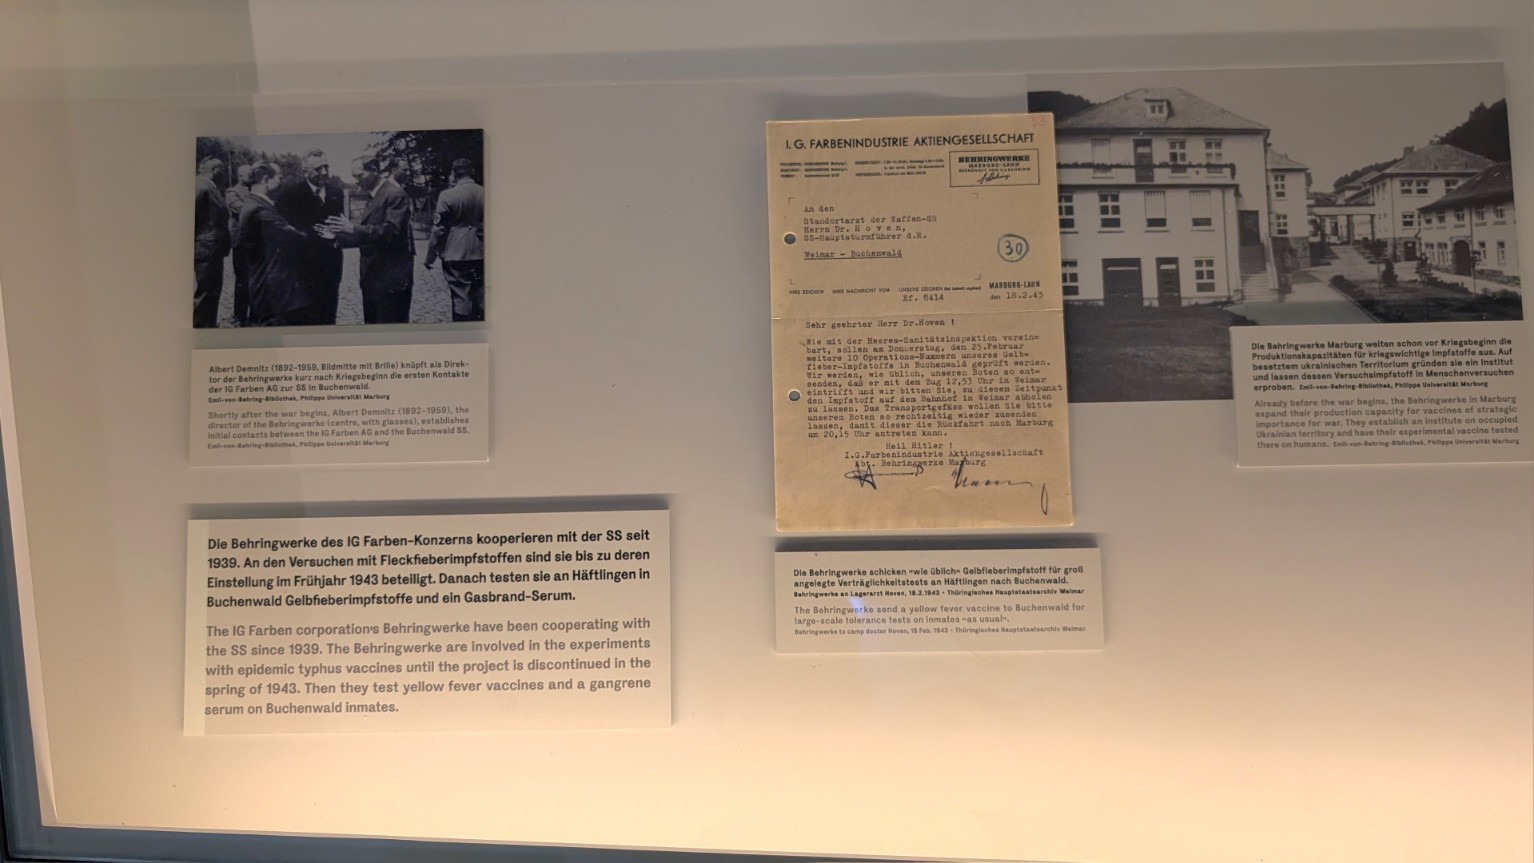 Albert Demnitz (1892–1959, Bildmitte mit Brille) knüpft als Direk-
tor der Behringwerke kurz nach Kriegsbeginn die ersten Kontakte
der IG Farben AG zur SS in Buchenwald.
Emil-von-Behring-Bibliothek, Philipps Universität Marburg
Shortly after the war begins, Albert Demnitz (1892–1959), the
director of the Behringwerke (centre, with glasses), establishes
initial contacts between the IG Farben AG and the Buchenwald SS.
Emil-von-Behring-Bibliothek, Philipps Universität Marburg
Die Behringwerke des IG Farben-Konzerns kooperieren mit der SS seit
1939. An den Versuchen mit Fleckfieberimpfstoffen sind sie bis zu deren
Einstellung im Frühjahr 1943 beteiligt. Danach testen sie an Häftlingen in
Buchenwald Gelbfieberimpfstoffe und ein Gasbrand-Serum.
The IG Farben corporation's Behringwerke have been cooperating with
the SS since 1939. The Behringwerke are involved in the experiments
with epidemic typhus vaccines until the project is discontinued in the
spring of 1943. Then they test yellow fever vaccines and a gangrene
serum on Buchenwald inmates.
33
I. G. FARBENINDUSTRIE AKTIENGESELLSCHAFT
BEHRINGWERKE
MARBURG-LAHN
An den
Standortarzt der Waffen-SS
Herrn Dr. H o v e n,
SS-Hauptsturmführer d.R.
Weimar - Buchenwald
30
IHRE ZEICHEN IHRE NACHRICHT VOM UNSERE ZEICHEN MARBURG-LAHN
Ef. 8414 den 18.2.43
Sehr geehrter Herr Dr.Hoven !
Wie mit der Heeres-Sanitätsinspektion verein-
bart, sollen am Donnerstag, den 25.Februar
weitere 10 Operations-Nummern unseres Gelb-
fieber-Impfstoffs in Buchenwald geprüft werden.
Wir werden, wie üblich, unseren Boten so ent-
senden, daß er mit dem Zug 12,53 Uhr in Weimar
eintrifft und wir bitten Sie, zu diesem Zeitpunkt
den Impfstoff auf dem Bahnhof in Weimar abholen
zu lassen. Das Transportgefäss wollen Sie bitte
unserem Boten so rechtzeitig wieder zusenden
lassen, damit dieser die Rückfahrt nach Marburg
um 20,15 Uhr antreten kann.
Heil Hitler !
I.G.Farbenindustrie Aktiengesellschaft
Abt. Behringwerke Marburg
Die Behringwerke schicken »wie üblich« Gelbfieberimpfstoff für groß
angelegte Verträglichkeitstests an Häftlingen nach Buchenwald.
Behringwerke an Lagerarzt Hoven, 18.2.1943 • Thüringisches Hauptstaatsarchiv Weimar
The Behringwerke send a yellow fever vaccine to Buchenwald for
large-scale tolerance tests on inmates »as usual«.
Behringwerke to camp doctor Hoven, 18 Feb. 1943 • Thüringisches Hauptstaatsarchiv Weimar
Die Behringwerke Marburg weiten schon vor Kriegsbeginn die
Produktionskapazitäten für kriegswichtige Impfstoffe aus. Auf
besetztem ukrainischen Territorium gründen sie ein Institut
und lassen dessen Versuchsimpfstoff in Menschenversuchen
erproben. Emil-von-Behring-Bibliothek, Philipps Universität Marburg
Already before the war begins, the Behringwerke in Marburg
expand their production capacity for vaccines of strategic
importance for war. They establish an institute on occupied
Ukrainian territory and have their experimental vaccine tested
there on humans. Emil-von-Behring-Bibliothek, Philipps Universität Marburg